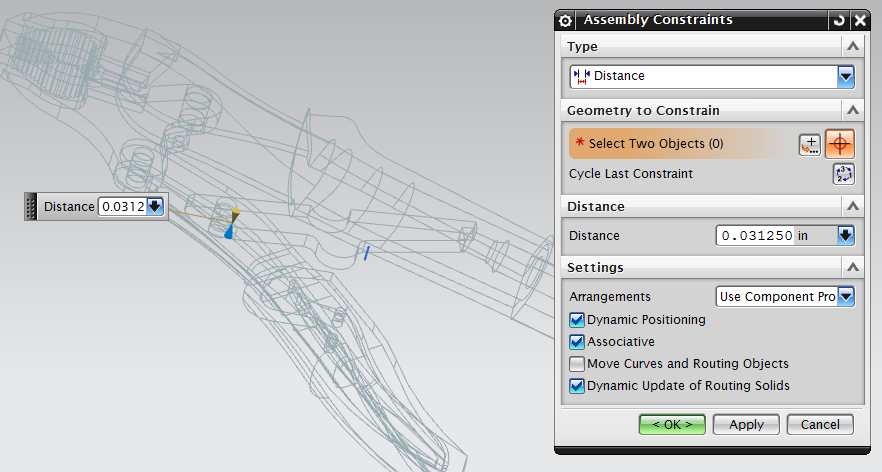 Assembly Constraints
Type
Distance
Geometry to Constrain
* Select Two Objects (0)
Cycle Last Constraint
Distance 0.0312
Distance
Distance 0.031250 in
Settings
Arrangements Use Component Pro
Dynamic Positioning
Associative
Move Curves and Routing Objects
Dynamic Update of Routing Solids
< OK > Apply Cancel